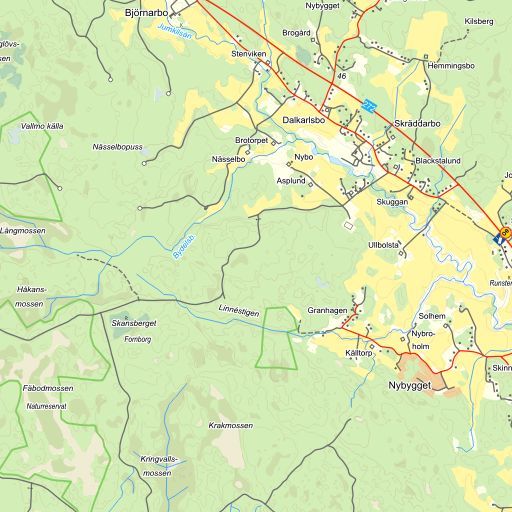 Nybygget
Björnarbo
Kilsberg
Jumkilsån
Brogård
Stenviken
Hemmingsbo
46
272
Vallmo källa
Dalkarlsbo
Skräddarbo
Nässelbopuss
Brotorpet
Nässelbo
Nybo
Blackstalund
Asplund
Skuggan
Långmossen
Bydelsb.
Ullbolsta
Håkans-
mossen
Linnéstigen
Granhagen
Solhem
Skansberget
Fornborg
Nybro-
holm
Källtorp
Fäbodmossen
Naturreservat
Nybygget
Krakmossen
Kringvalls-
mossen